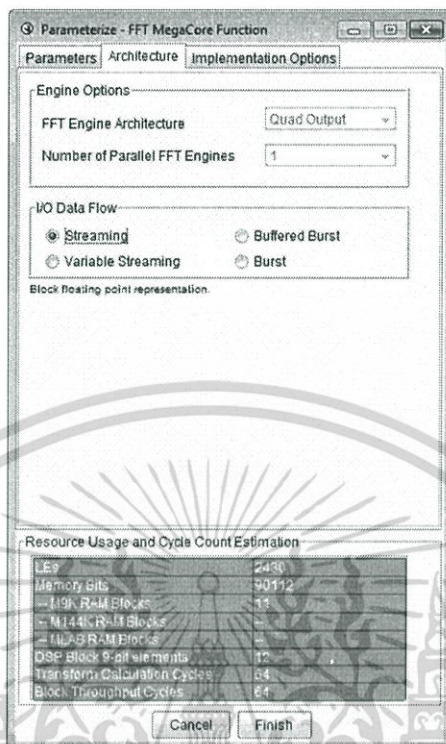 Parameterize - FFT MegaCore Function
Parameters Architecture Implementation Options
Engine Options
FFT Engine Architecture Quad Output
Number of Parallel FFT Engines 1
I/O Data Flow
Streaming Buffered Burst
Variable Streaming Burst
Block floating point representation.
Resource Usage and Cycle Count Estimation
LEs 2430
Memory Bits 90112
-- M9K RAM Blocks 11
-- M144K RAM Blocks --
-- MLAB RAM Blocks --
DSP Block 9-bit elements 12
Transform Calculation Cycles 64
Block Throughput Cycles 64
Cancel Finish